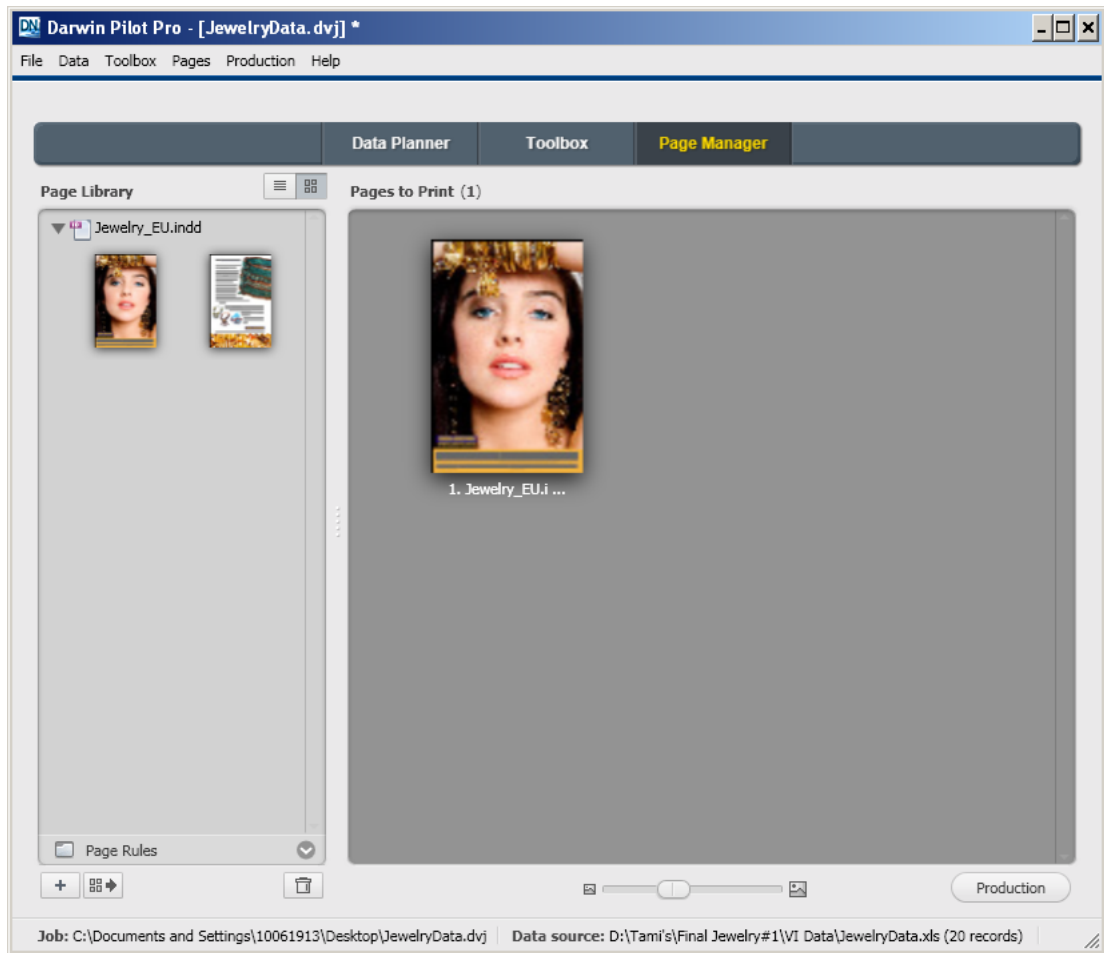 DN Darwin Pilot Pro - [JewelryData.dvj] *
File Data Toolbox Pages Production Help
Data Planner Toolbox Page Manager
Page Library Pages to Print (1)
Jewelry_EU.indd
1. Jewelry_EU.i ...
Page Rules
Production
Job: C:\Documents and Settings\10061913\Desktop\JewelryData.dvj Data source: D:\Tami's\Final Jewelry#1\VI Data\JewelryData.xls (20 records)